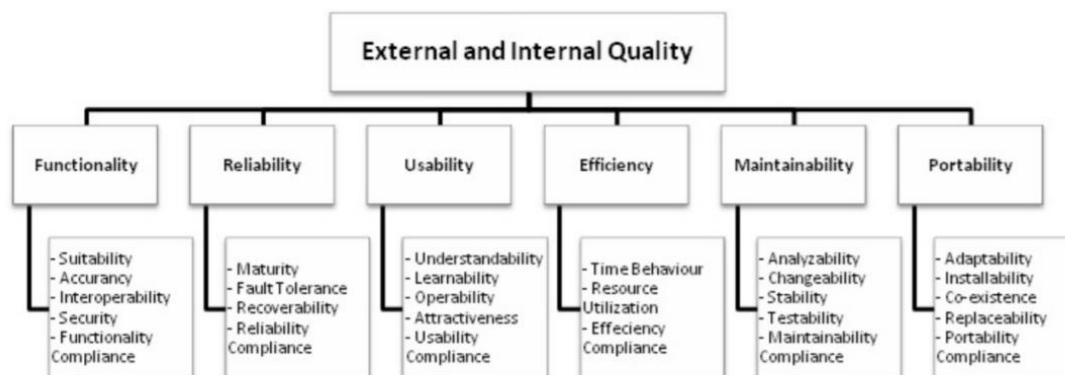 External and Internal Quality
Functionality
Reliability
Usability
Efficiency
Maintainability
Portability
- Suitability
- Accurancy
- Interoperability
- Security
- Functionality
Compliance
- Maturity
- Fault Tolerance
- Recoverability
- Reliability
Compliance
- Understandability
- Learnability
- Operability
- Attractiveness
- Usability
Compliance
- Time Behaviour
- Resource
Utilization
- Effeciency
Compliance
- Analyzability
- Changeability
- Stability
- Testability
- Maintainability
Compliance
- Adaptability
- Installability
- Co-existence
- Replaceability
- Portability
Compliance